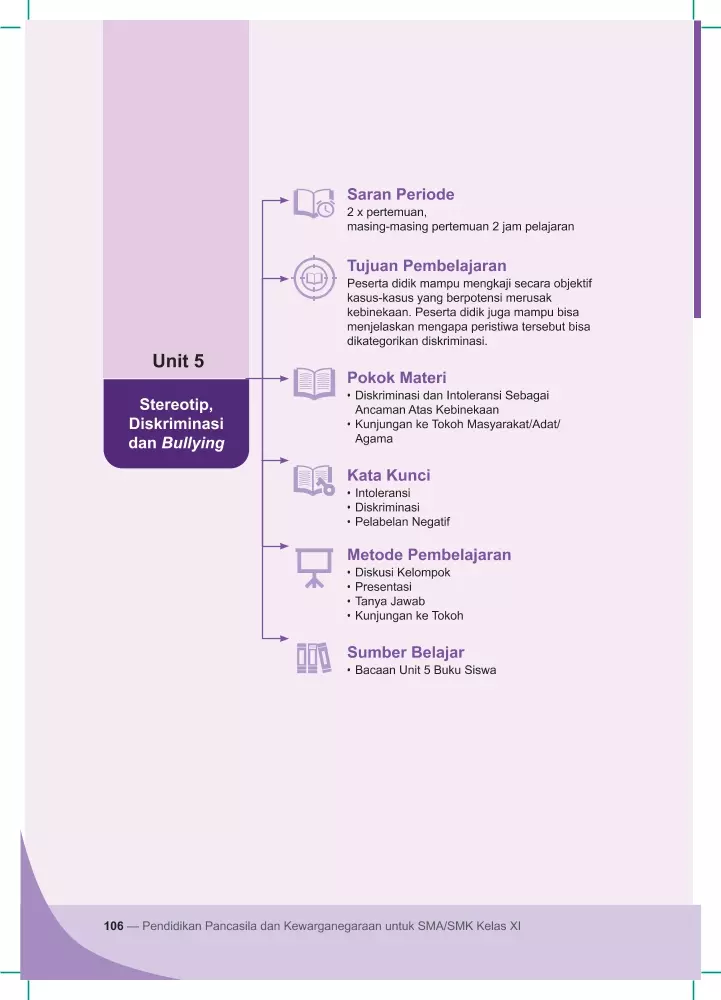 Unit 5
Stereotip,
Diskriminasi
dan Bullying
Saran Periode
2 x pertemuan,
masing-masing pertemuan 2 jam pelajaran
Tujuan Pembelajaran
Peserta didik mampu mengkaji secara objektif
kasus-kasus yang berpotensi merusak
kebinekaan. Peserta didik juga mampu bisa
menjelaskan mengapa peristiwa tersebut bisa
dikategorikan diskriminasi.
Pokok Materi
• Diskriminasi dan Intoleransi Sebagai
Ancaman Atas Kebinekaan
• Kunjungan ke Tokoh Masyarakat/Adat/
Agama
Kata Kunci
• Intoleransi
• Diskriminasi
• Pelabelan Negatif
Metode Pembelajaran
• Diskusi Kelompok
• Presentasi
• Tanya Jawab
• Kunjungan ke Tokoh
Sumber Belajar
• Bacaan Unit 5 Buku Siswa
106 — Pendidikan Pancasila dan Kewarganegaraan untuk SMA/SMK Kelas XI